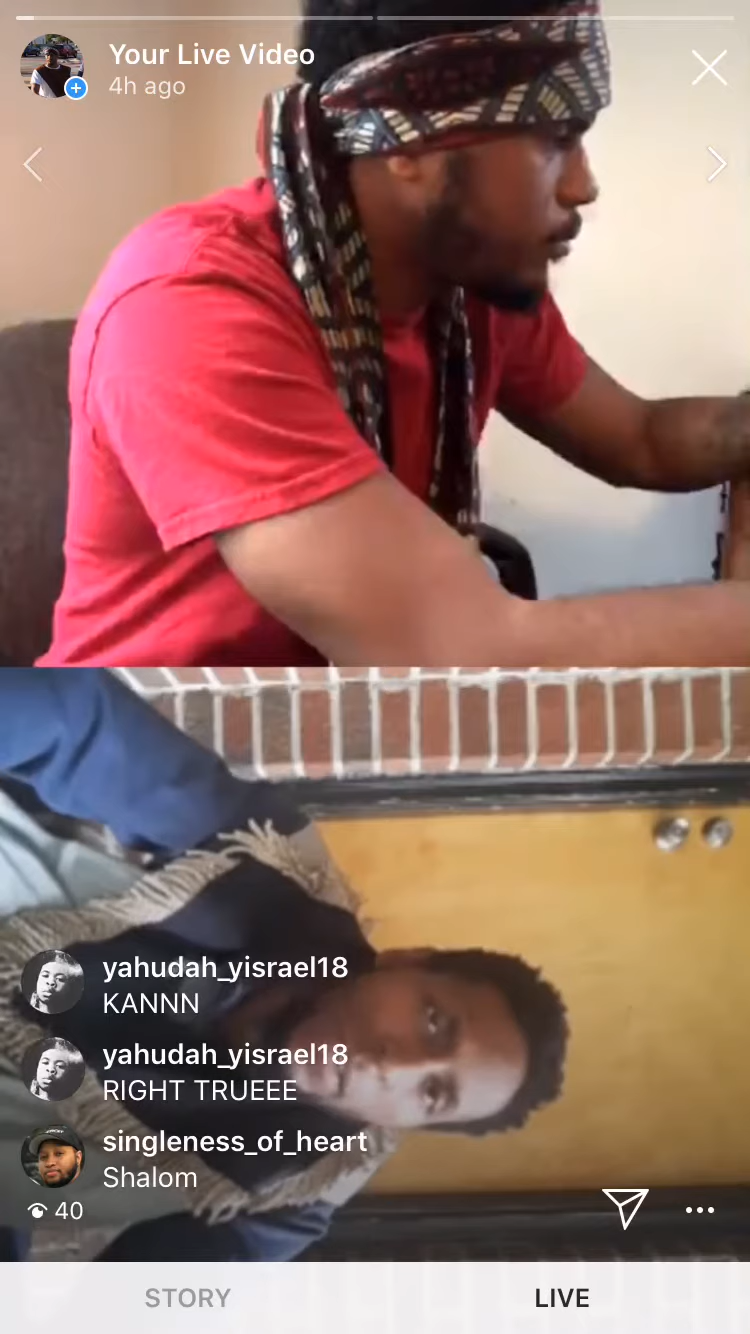 Your Live Video
4h ago
yahudah_yisrael18
KANNN
yahudah_yisrael18
RIGHT TRUEEE
singleness_of_heart
Shalom
40
STORY
LIVE